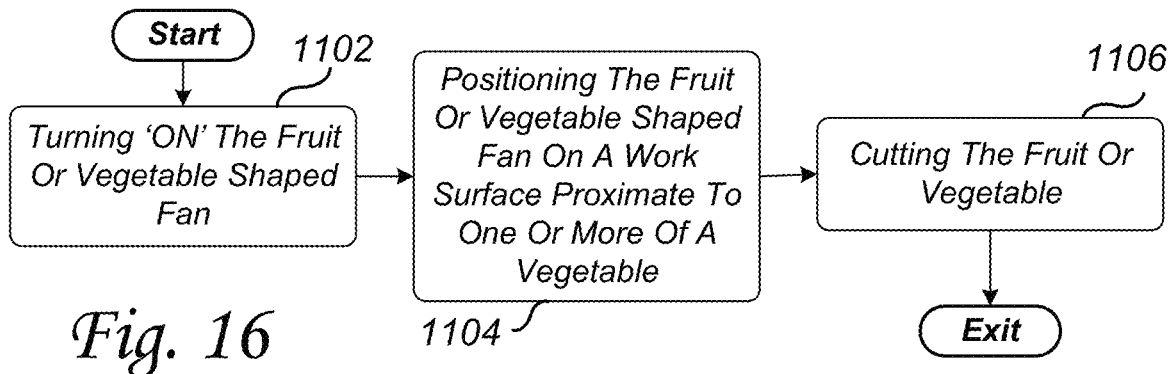 Start
1102
Turning ‘ON’ The Fruit
Or Vegetable Shaped
Fan
Positioning The Fruit
Or Vegetable Shaped
Fan On A Work
Surface Proximate To
One Or More Of A
Vegetable
1104
1106
Cutting The Fruit Or
Vegetable
Exit
Fig. 16